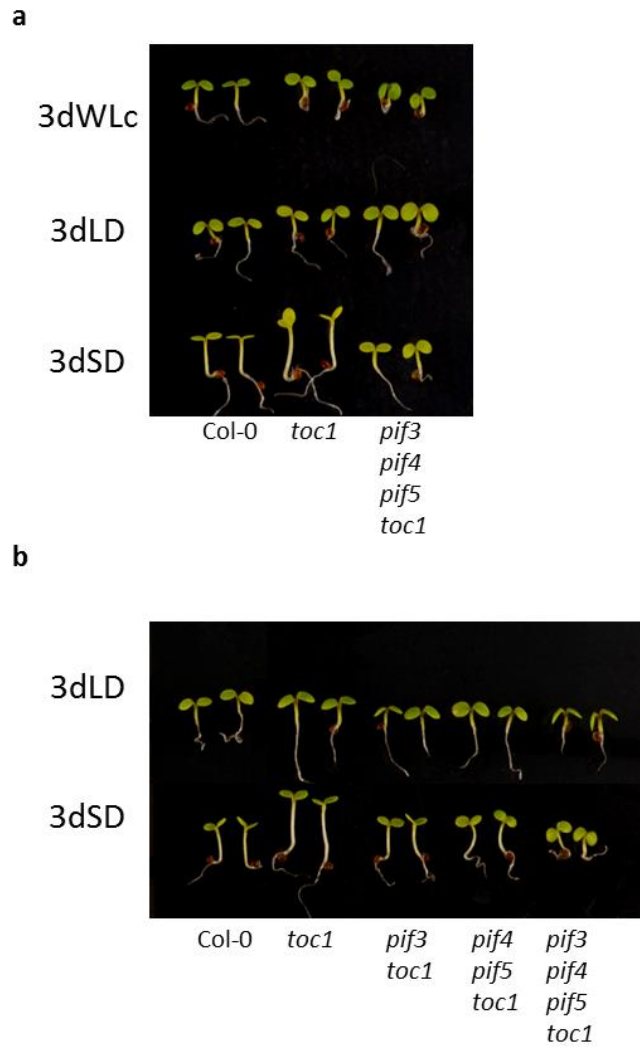 a
3dWLc
3dLD
3dSD
Col-0 toc1 pif3
pif4
pif5
toc1
b
3dLD
3dSD
Col-0 toc1 pif3 pif4 pif3
toc1 pif5 pif4
toc1 pif5
toc1